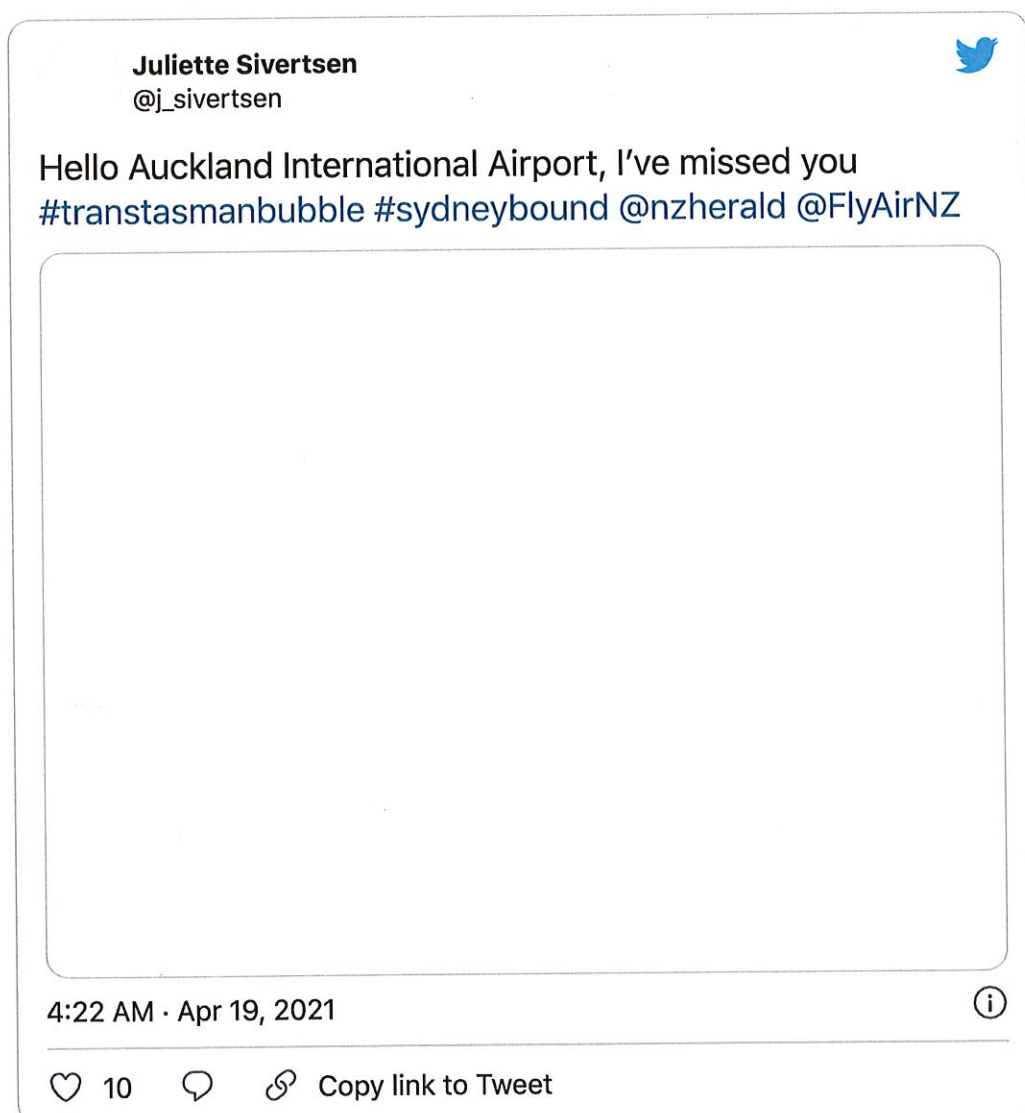 Juliette Sivertsen
@j_sivertsen
Hello Auckland International Airport, I've missed you
#transtasmanbubble #sydneybound @nzherald @FlyAirNZ
4:22 AM · Apr 19, 2021
10
Copy link to Tweet